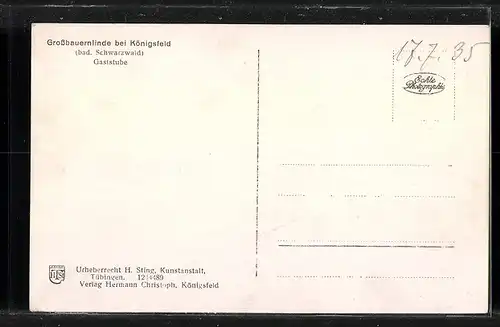 Großbauernlinde bei Königsfeld
(bad. Schwarzwald)
Gaststube
17.7.35
Echte
Photographie
Urheberrecht H. Sting, Kunstanstalt,
Tübingen.
Verlag Hermann Christoph, Königsfeld